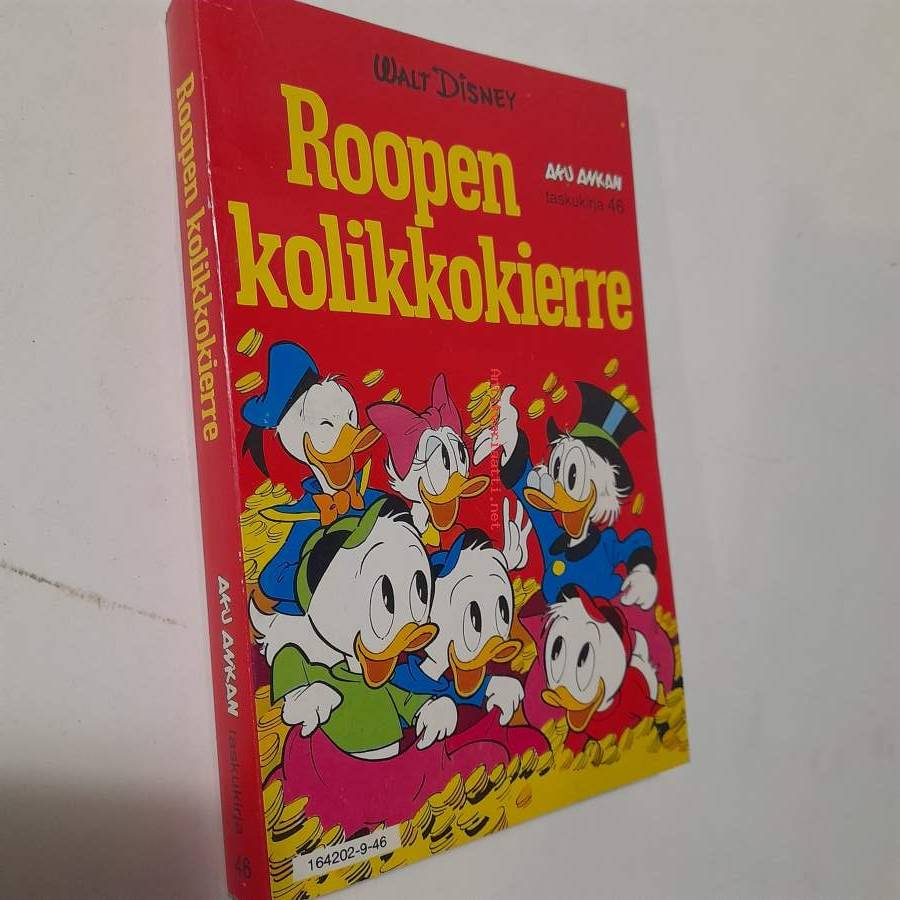 WALT DISNEY
Roopen
kolikkokierre
AKU ANKAN
taskukirja 46
Roopen kolikkokierre
AKU ANKAN
taskukirja
46
164202-9-46